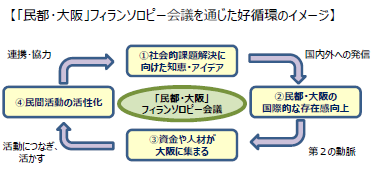 【「民都・大阪」フィランソロピー会議を通じた好循環のイメージ】
連携・協力
①社会的課題解決に
向けた知恵・アイデア
国内外への発信
④民間活動の活性化
「民都・大阪」
フィランソロピー会議
②民都・大阪の
国際的な存在感向上
活動につなぎ、
活かす
③資金や人材が
大阪に集まる
第2の動脈